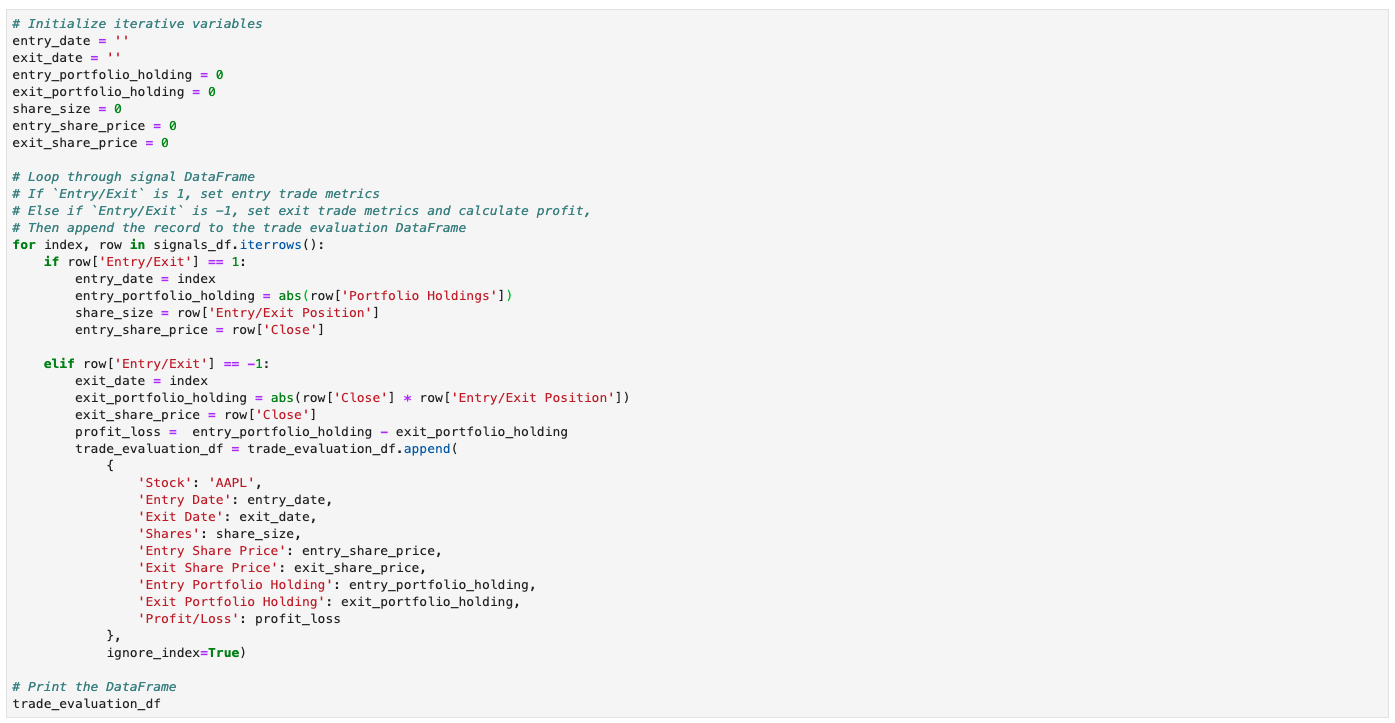 # Initialize iterative variables
entry_date = ''
exit_date = ''
entry_portfolio_holding = 0
exit_portfolio_holding = 0
share_size = 0
entry_share_price = 0
exit_share_price = 0

# Loop through signal DataFrame
# If `Entry/Exit` is 1, set entry trade metrics
# Else if `Entry/Exit` is -1, set exit trade metrics and calculate profit,
# Then append the record to the trade evaluation DataFrame
for index, row in signals_df.iterrows():
    if row['Entry/Exit'] == 1:
        entry_date = index
        entry_portfolio_holding = abs(row['Portfolio Holdings'])
        share_size = row['Entry/Exit Position']
        entry_share_price = row['Close']

    elif row['Entry/Exit'] == -1:
        exit_date = index
        exit_portfolio_holding = abs(row['Close'] * row['Entry/Exit Position'])
        exit_share_price = row['Close']
        profit_loss =  entry_portfolio_holding - exit_portfolio_holding
        trade_evaluation_df = trade_evaluation_df.append(
            {
                'Stock': 'AAPL',
                'Entry Date': entry_date,
                'Exit Date': exit_date,
                'Shares': share_size,
                'Entry Share Price': entry_share_price,
                'Exit Share Price': exit_share_price,
                'Entry Portfolio Holding': entry_portfolio_holding,
                'Exit Portfolio Holding': exit_portfolio_holding,
                'Profit/Loss': profit_loss
            },
            ignore_index=True)

# Print the DataFrame
trade_evaluation_df